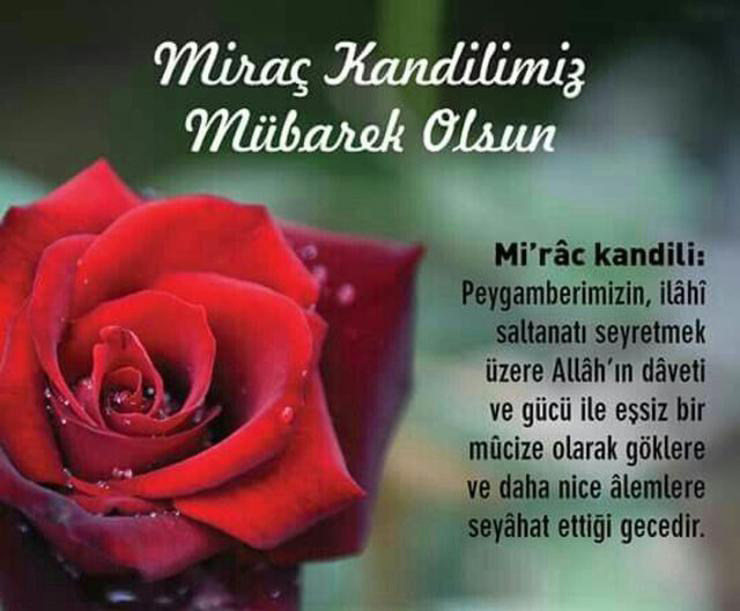 Miraç Kandilimiz
Mübarek Olsun
Mi'râc kandili:
Peygamberimizin, ilâhî
saltanatı seyretmek
üzere Allâh'ın dâveti
ve gücü ile eşsiz bir
mûcize olarak göklere
ve daha nice âlemlere
seyâhat ettiği gecedir.